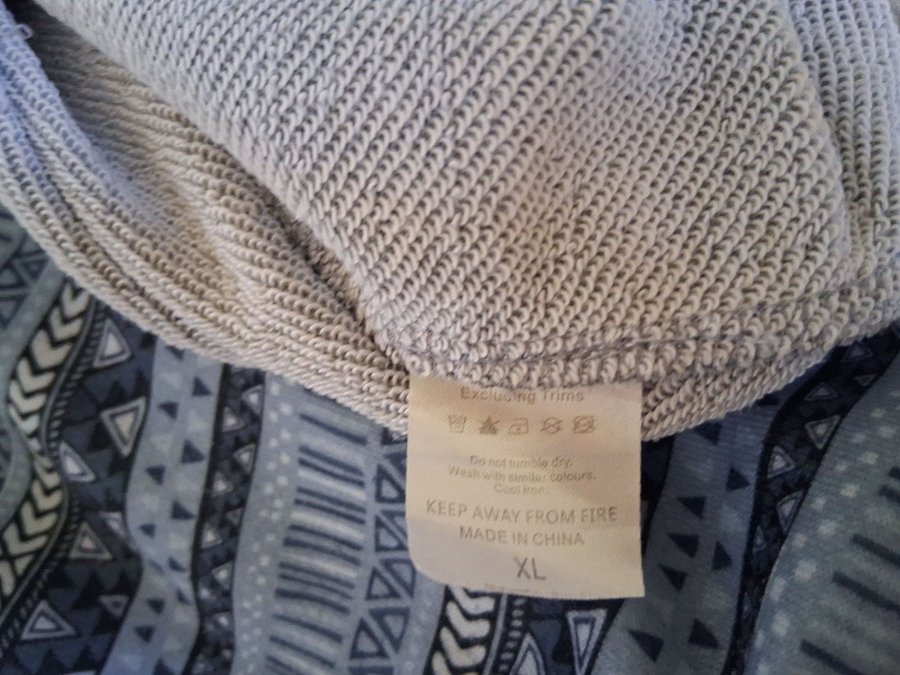 Excluding Trims
Do not tumble dry.
Wash with similar colours.
Cool iron.
KEEP AWAY FROM FIRE
MADE IN CHINA
XL